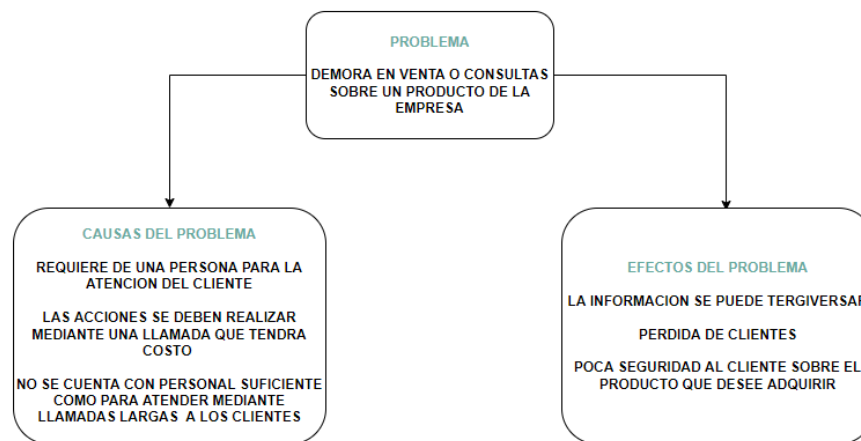 PROBLEMA
DEMORA EN VENTA O CONSULTAS
SOBRE UN PRODUCTO DE LA
EMPRESA
CAUSAS DEL PROBLEMA
REQUIERE DE UNA PERSONA PARA LA
ATENCION DEL CLIENTE
LAS ACCIONES SE DEBEN REALIZAR
MEDIANTE UNA LLAMADA QUE TENDRA
COSTO
NO SE CUENTA CON PERSONAL SUFICIENTE
COMO PARA ATENDER MEDIANTE
LLAMADAS LARGAS A LOS CLIENTES
EFECTOS DEL PROBLEMA
LA INFORMACION SE PUEDE TERGIVERSAR
PERDIDA DE CLIENTES
POCA SEGURIDAD AL CLIENTE SOBRE EL
PRODUCTO QUE DESEE ADQUIRIR